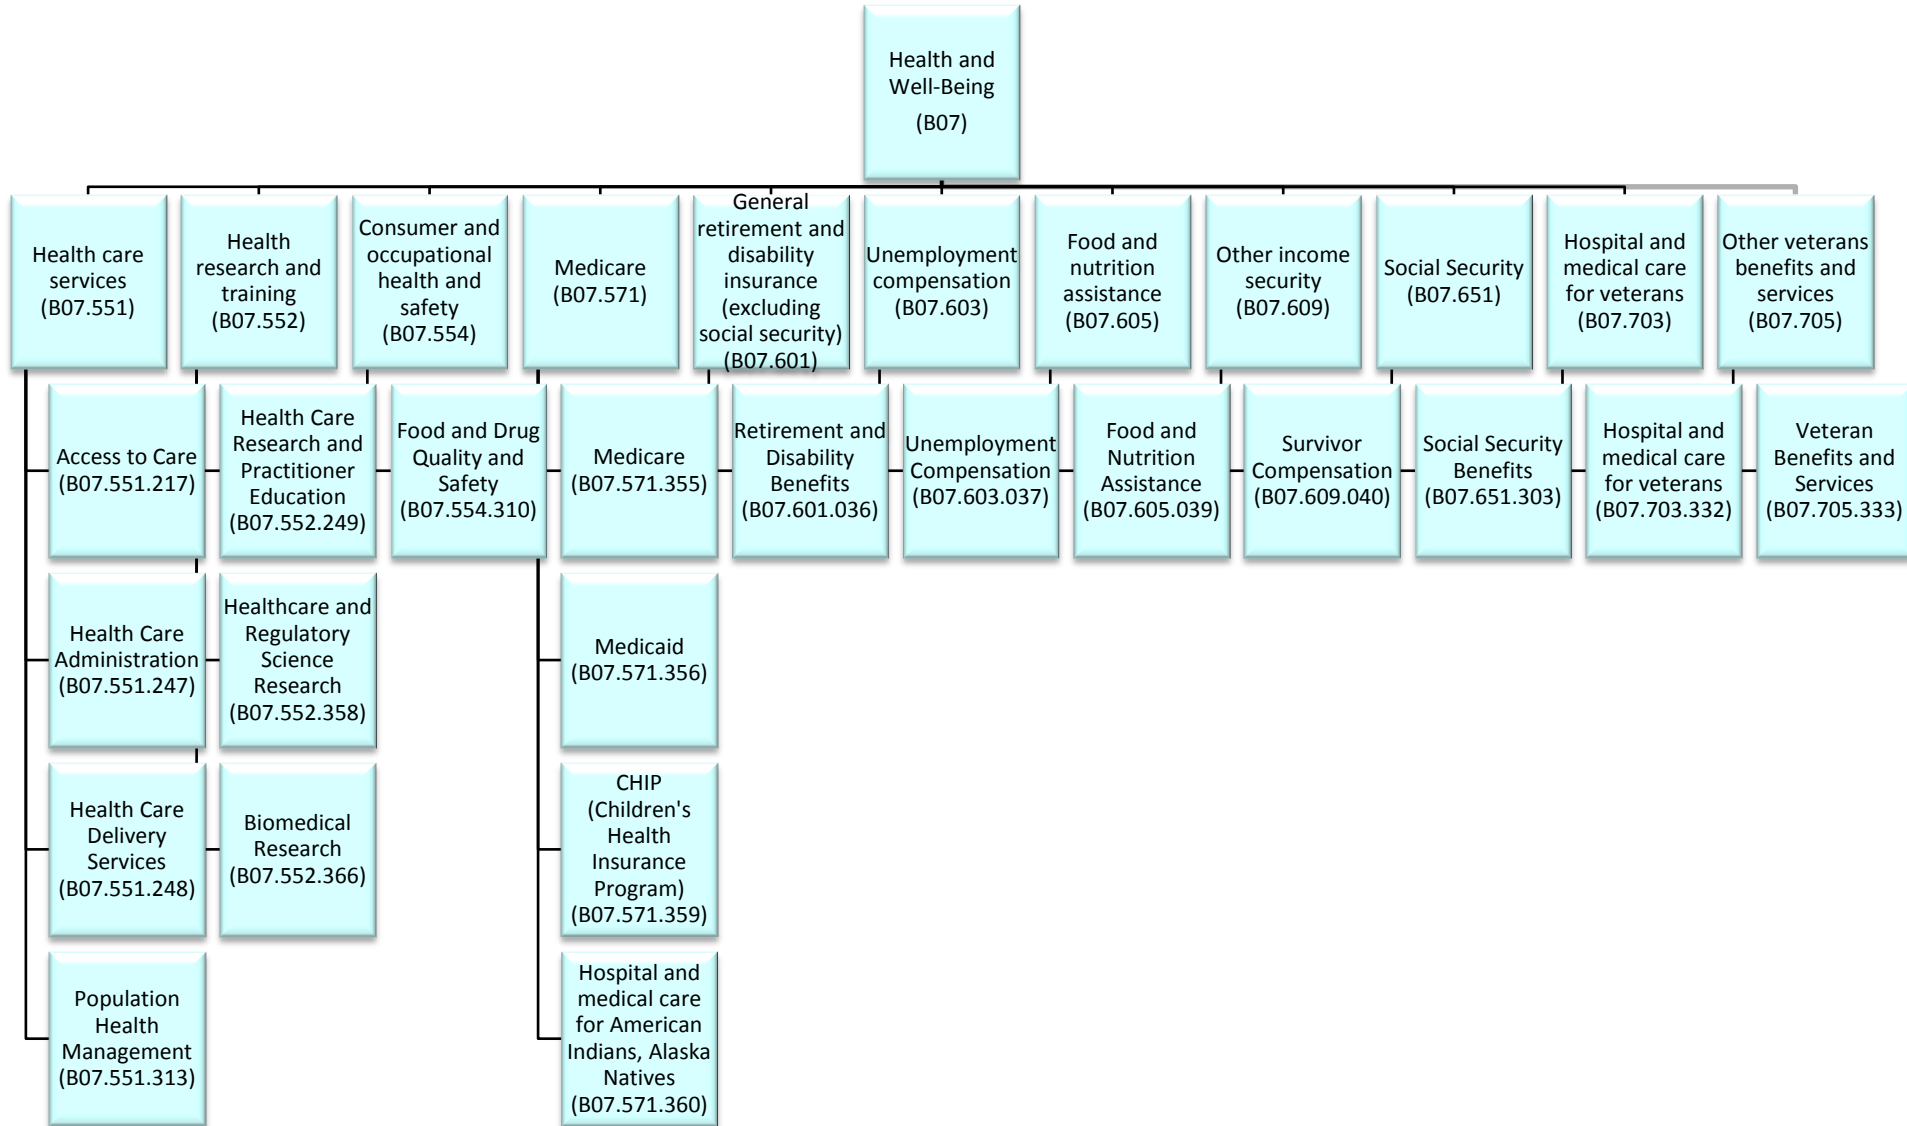 Health and
Well-Being
(B07)
Health care
services
(B07.551)
Health
research and
training
(B07.552)
Consumer and
occupational
health and
safety
(B07.554)
Medicare
(B07.571)
General
retirement and
disability
insurance
(excluding
social security)
(B07.601)
Unemployment
compensation
(B07.603)
Food and
nutrition
assistance
(B07.605)
Other income
security
(B07.609)
Social Security
(B07.651)
Hospital and
medical care
for veterans
(B07.703)
Other veterans
benefits and
services
(B07.705)
Access to Care
(B07.551.217)
Health Care
Research and
Practitioner
Education
(B07.552.249)
Food and Drug
Quality and
Safety
(B07.554.310)
Medicare
(B07.571.355)
Retirement and
Disability
Benefits
(B07.601.036)
Unemployment
Compensation
(B07.603.037)
Food and
Nutrition
Assistance
(B07.605.039)
Survivor
Compensation
(B07.609.040)
Social Security
Benefits
(B07.651.303)
Hospital and
medical care
for veterans
(B07.703.332)
Veteran
Benefits and
Services
(B07.705.333)
Health Care
Administration
(B07.551.247)
Healthcare and
Regulatory
Science
Research
(B07.552.358)
Medicaid
(B07.571.356)
Health Care
Delivery
Services
(B07.551.248)
Biomedical
Research
(B07.552.366)
CHIP
(Children's
Health
Insurance
Program)
(B07.571.359)
Population
Health
Management
(B07.551.313)
Hospital and
medical care
for American
Indians, Alaska
Natives
(B07.571.360)